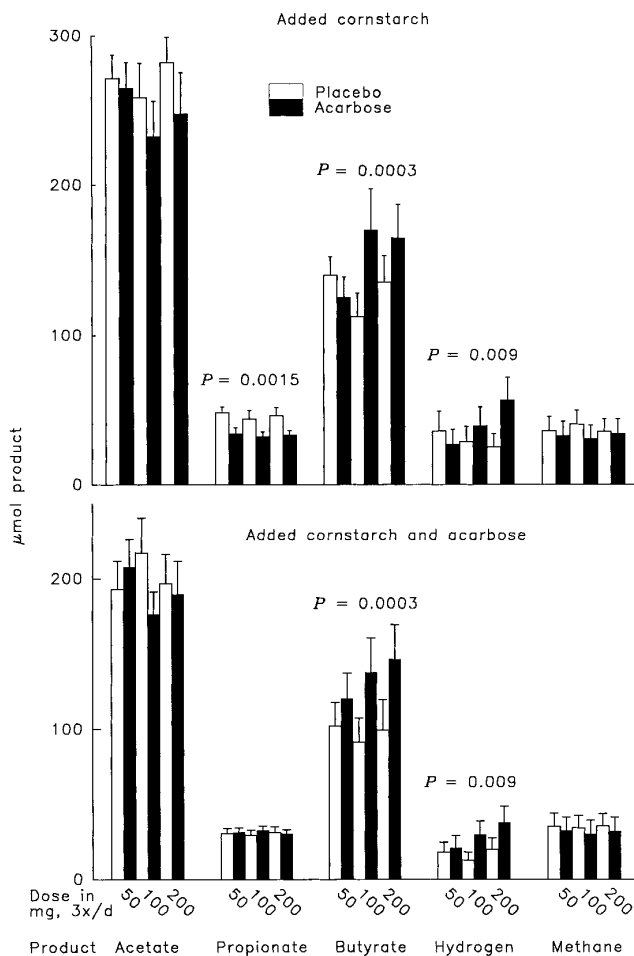 Added cornstarch
300
Placebo
Acarbose
P = 0.0003
200
P = 0.009
P = 0.0015
100
0
μmol product
Added cornstarch and acarbose
200
P = 0.0003
100
P = 0.009
0
Dose in mg, 3x/d
50 100 200 50 100 200 50 100 200 50 100 200 50 100 200
Product Acetate Propionate Butyrate Hydrogen Methane